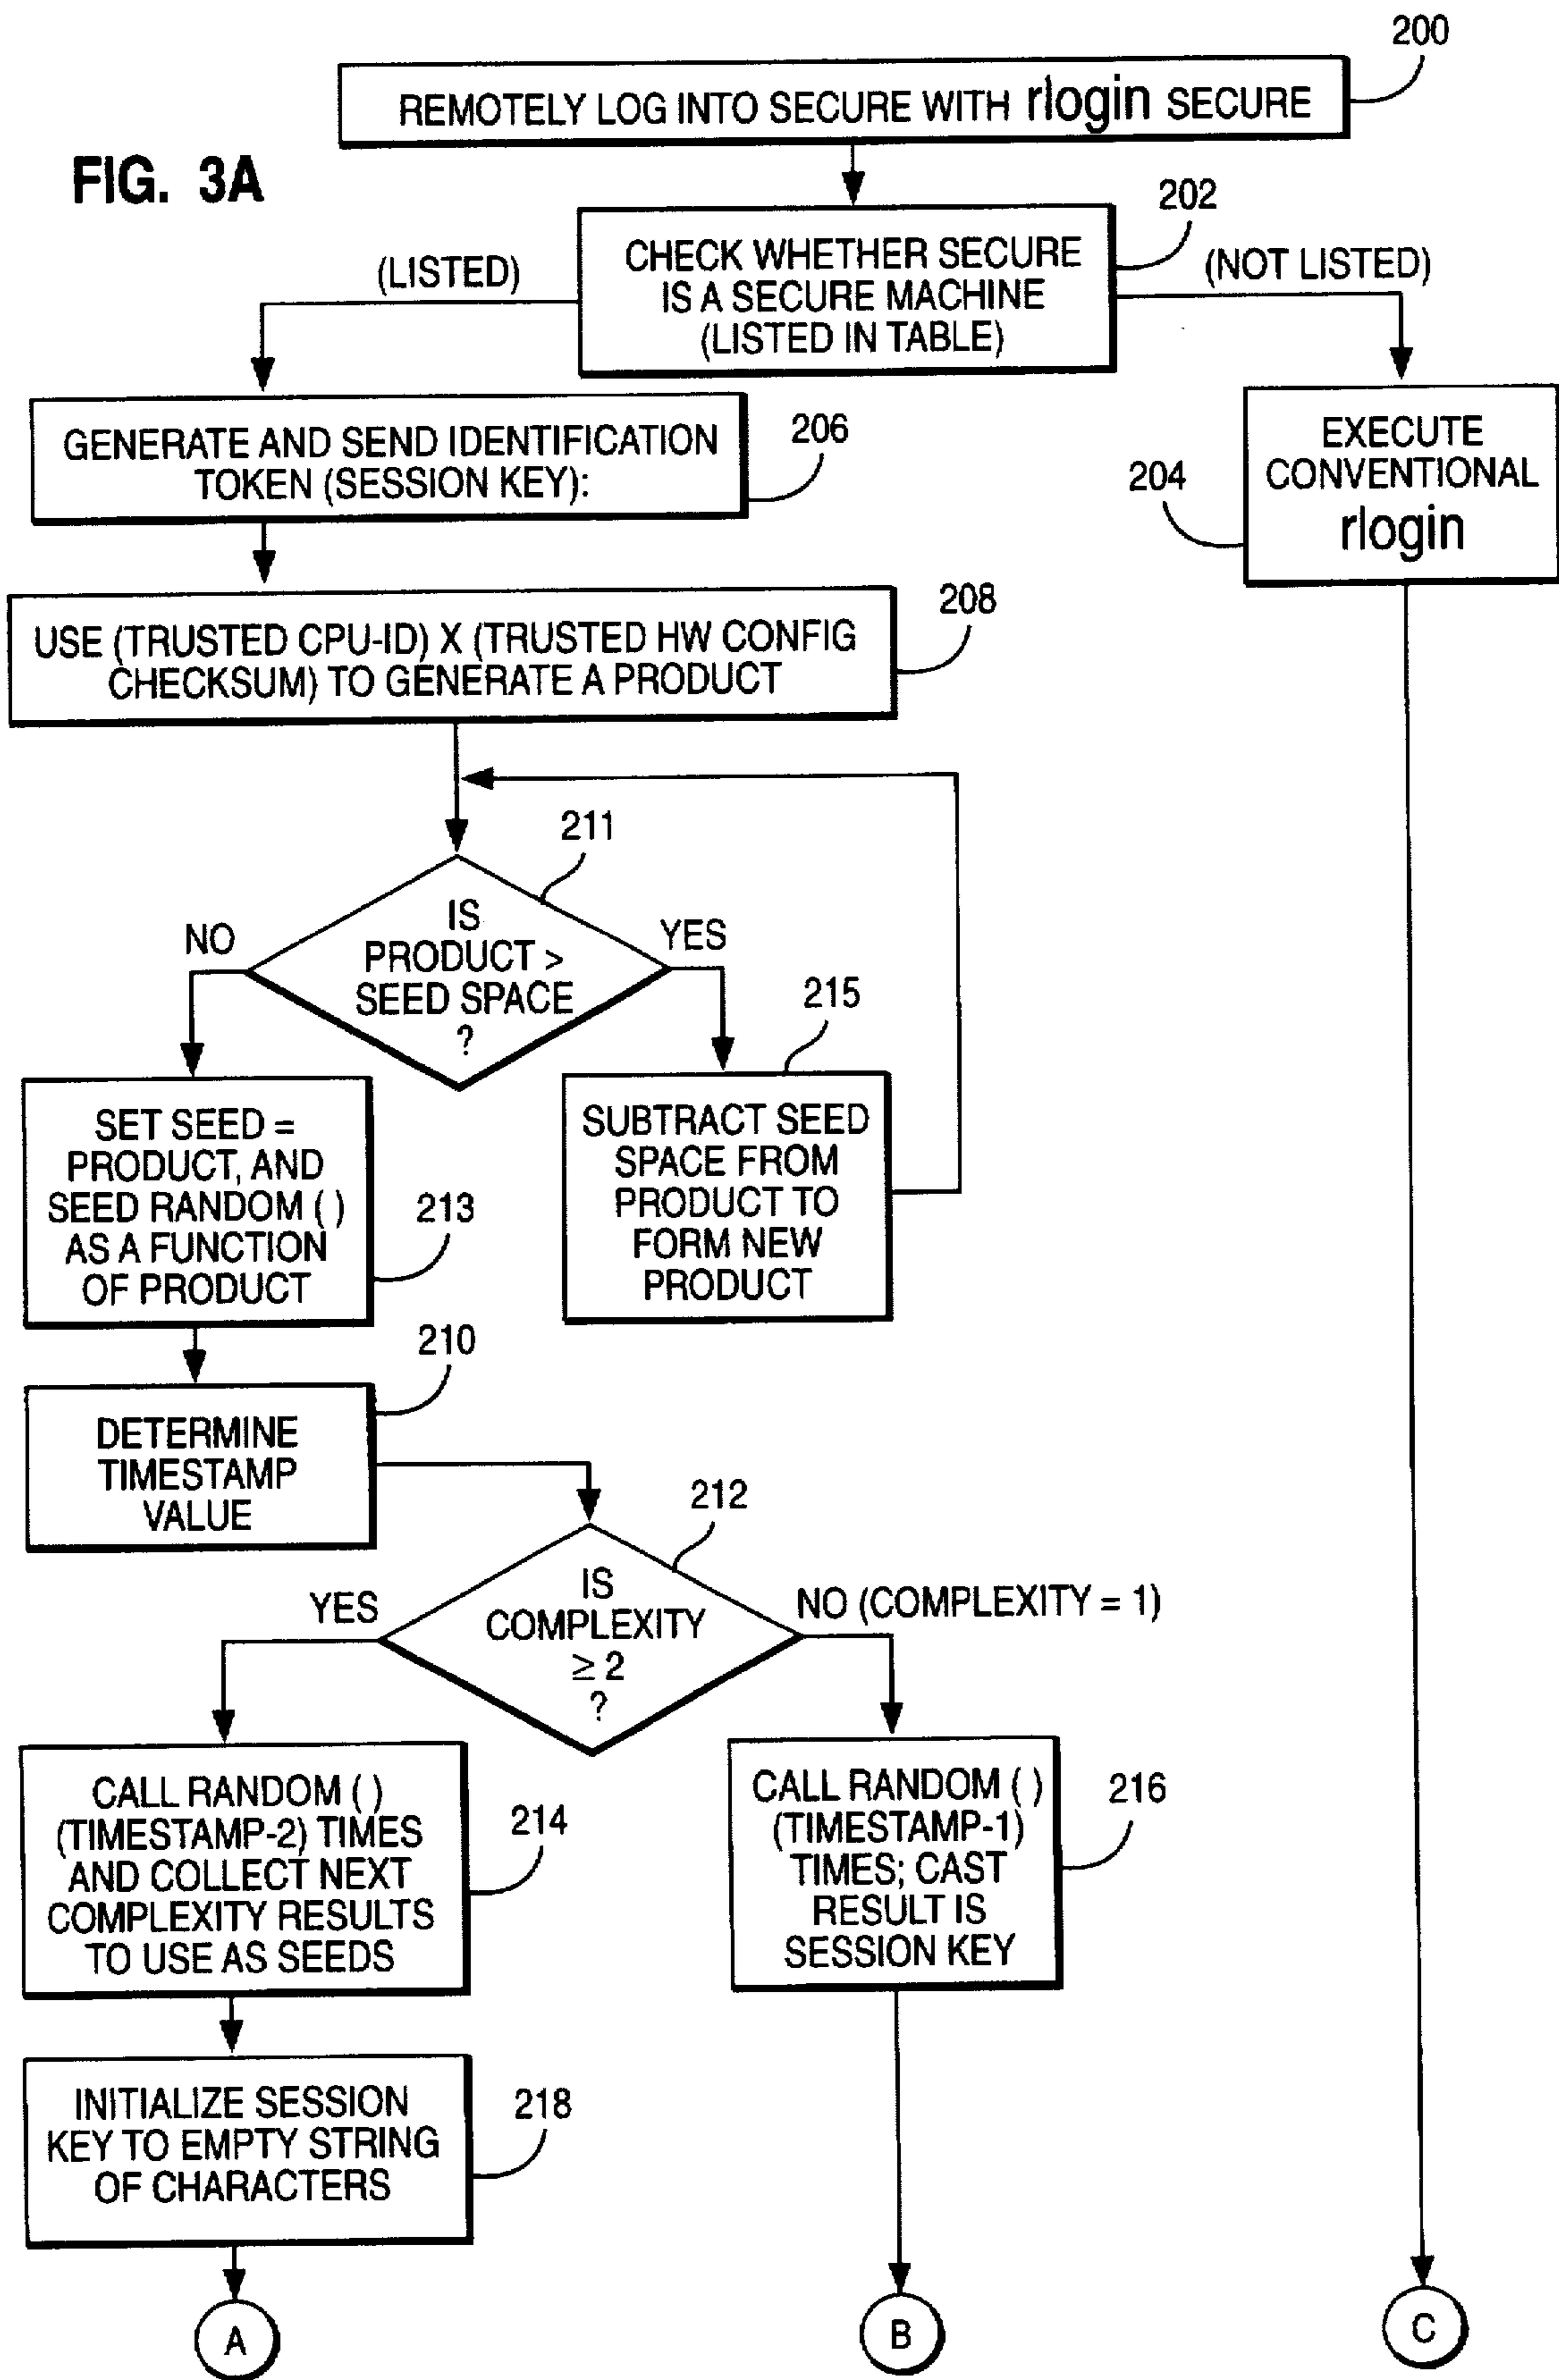 200
REMOTELY LOG INTO SECURE WITH rlogin SECURE
FIG. 3A
202
CHECK WHETHER SECURE
IS A SECURE MACHINE
(LISTED IN TABLE)
(LISTED)
(NOT LISTED)
GENERATE AND SEND IDENTIFICATION
TOKEN (SESSION KEY):
206
EXECUTE
CONVENTIONAL
rlogin
204
USE (TRUSTED CPU-ID) X (TRUSTED HW CONFIG
CHECKSUM) TO GENERATE A PRODUCT
208
211
IS
PRODUCT >
SEED SPACE
?
NO
YES
215
SET SEED =
PRODUCT, AND
SEED RANDOM ( )
AS A FUNCTION
OF PRODUCT
213
SUBTRACT SEED
SPACE FROM
PRODUCT TO
FORM NEW
PRODUCT
210
DETERMINE
TIMESTAMP
VALUE
212
IS
COMPLEXITY
≥ 2
?
YES
NO (COMPLEXITY = 1)
CALL RANDOM ( )
(TIMESTAMP-2) TIMES
AND COLLECT NEXT
COMPLEXITY RESULTS
TO USE AS SEEDS
214
CALL RANDOM ( )
(TIMESTAMP-1)
TIMES; CAST
RESULT IS
SESSION KEY
216
INITIALIZE SESSION
KEY TO EMPTY STRING
OF CHARACTERS
218
A
B
C